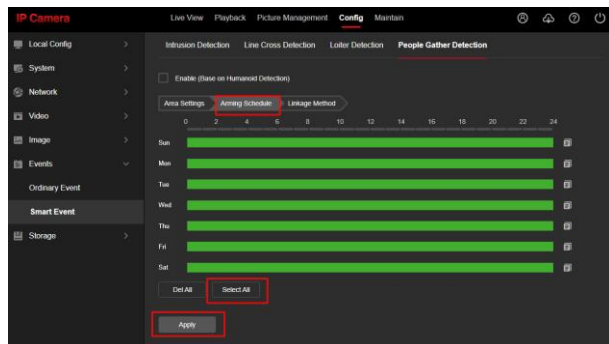 IP Camera
Live View Playback Picture Management Config Maintain
Local Config
System
Network
Video
Image
Events
Ordinary Event
Smart Event
Storage
Intrusion Detection Line Cross Detection Loiter Detection People Gather Detection
Enable (Base on Humanoid Detection)
Area Settings Arming Schedule Linkage Method
0 2 4 6 8 10 12 14 16 18 20 22 24
Sun
Mon
Tue
Wed
Thu
Fri
Sat
Del All Select All
Apply